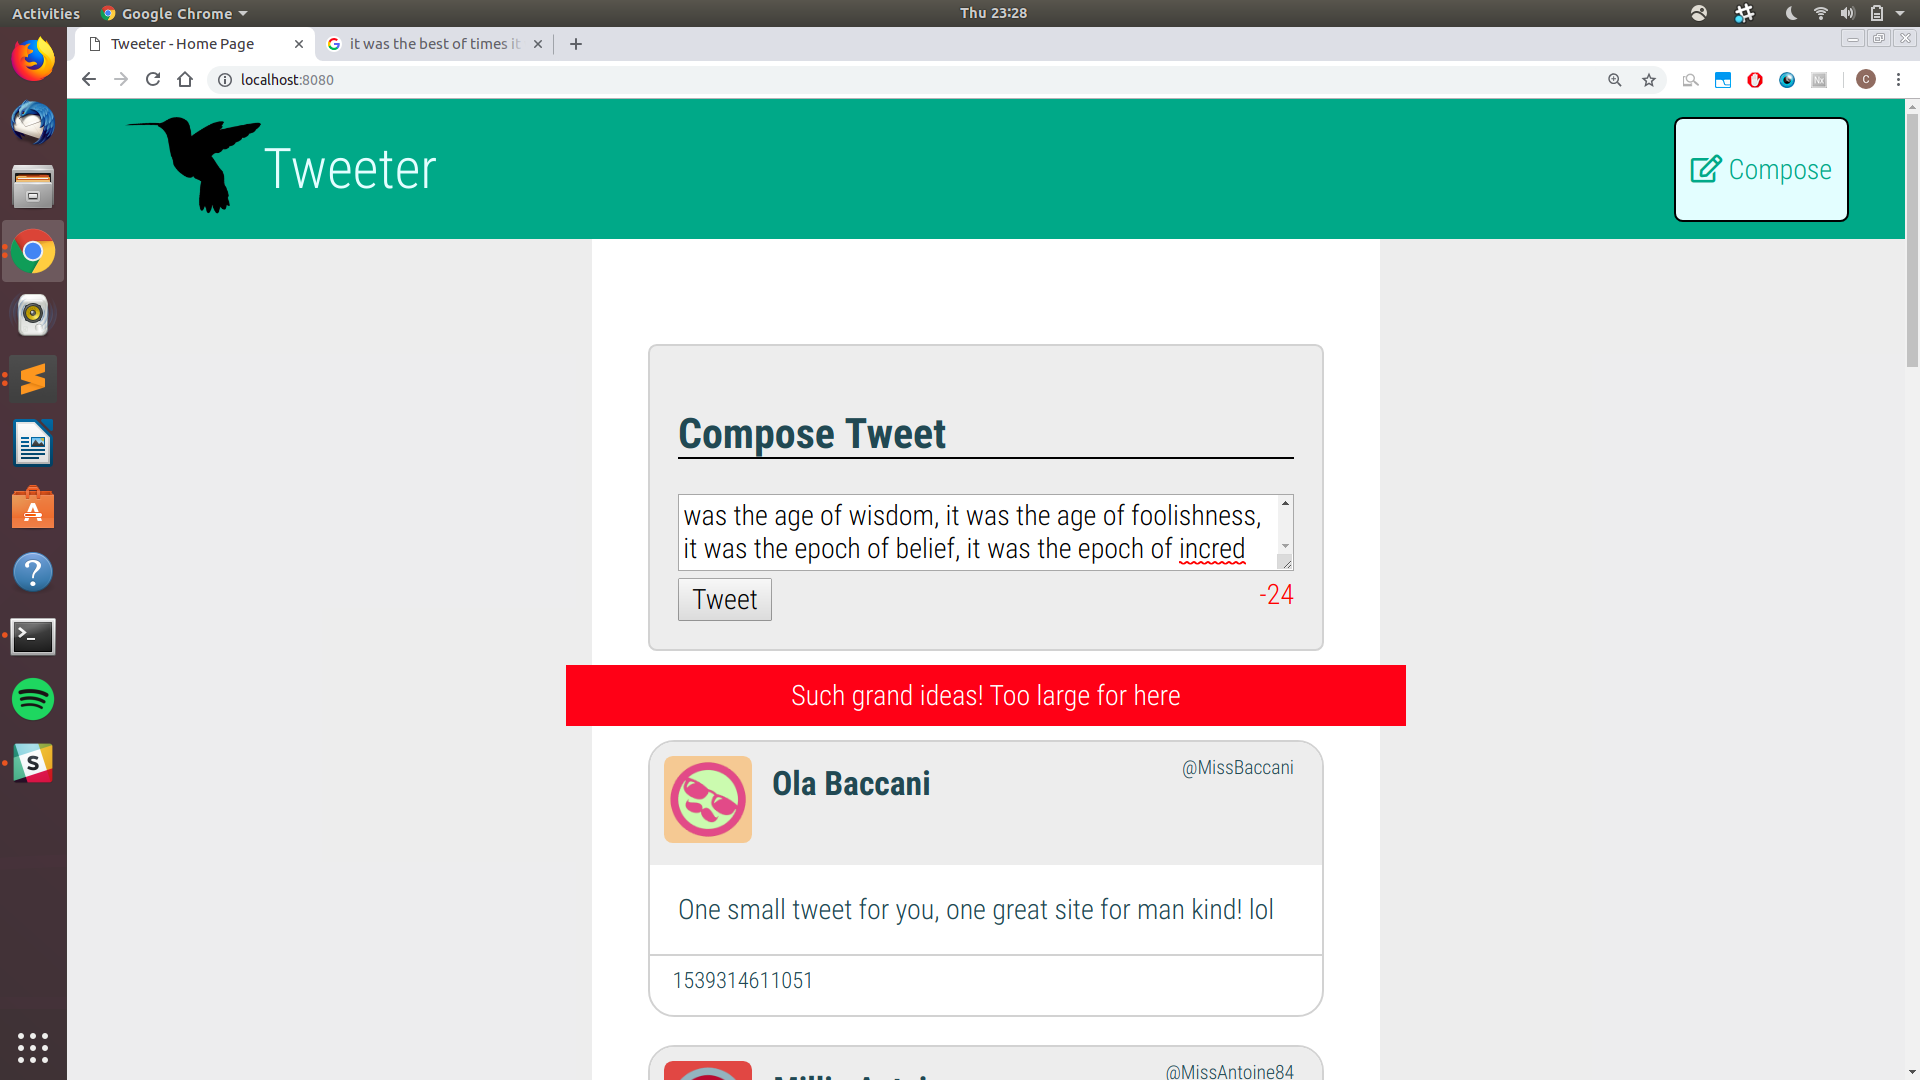 Activities Google Chrome Thu 23:28
Tweeter - Home Page it was the best of times it
localhost:8080
C
Tweeter
Compose
Compose Tweet
was the age of wisdom, it was the age of foolishness,
it was the epoch of belief, it was the epoch of incred
Tweet -24
Such grand ideas! Too large for here
Ola Baccani @MissBaccani
One small tweet for you, one great site for man kind! lol
1539314611051
@MissAntoine84